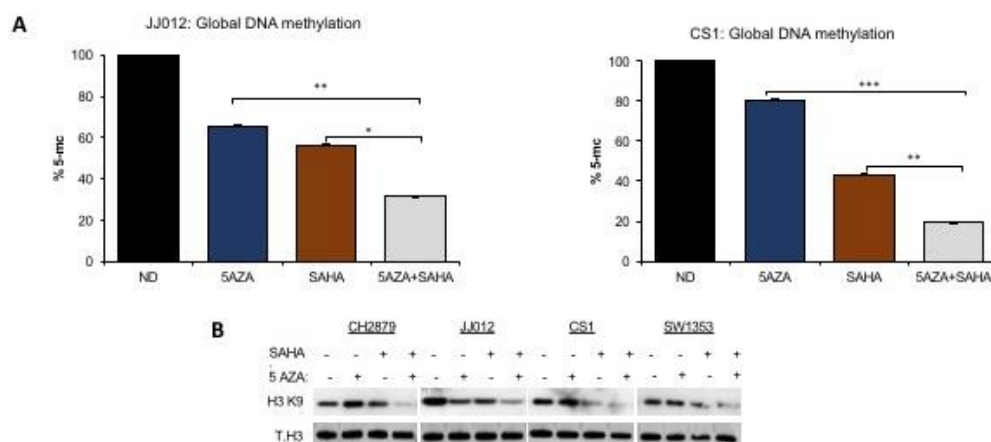 A
JJ012: Global DNA methylation
100
80
60
40
20
0
% 5-mc
**
*
ND 5AZA SAHA 5AZA+SAHA
CS1: Global DNA methylation
100
80
60
40
20
0
% 5-mc
***
**
ND 5AZA SAHA 5AZA+SAHA
B
CH2879 JJ012 CS1 SW1353
SAHA - - + + - - + + - - + + - - + +
5 AZA: - + - + - + - + - + - + - + - +
H3 K9
T.H3